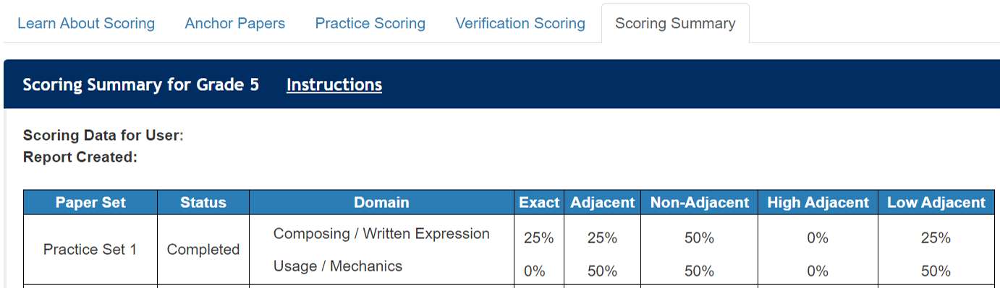 Learn About Scoring Anchor Papers Practice Scoring Verification Scoring Scoring Summary
Scoring Summary for Grade 5 Instructions
Scoring Data for User:
Report Created:
Paper Set Status Domain Exact Adjacent Non-Adjacent High Adjacent Low Adjacent
Composing / Written Expression 25% 25% 50% 0% 25%
Practice Set 1 Completed
Usage / Mechanics 0% 50% 50% 0% 50%